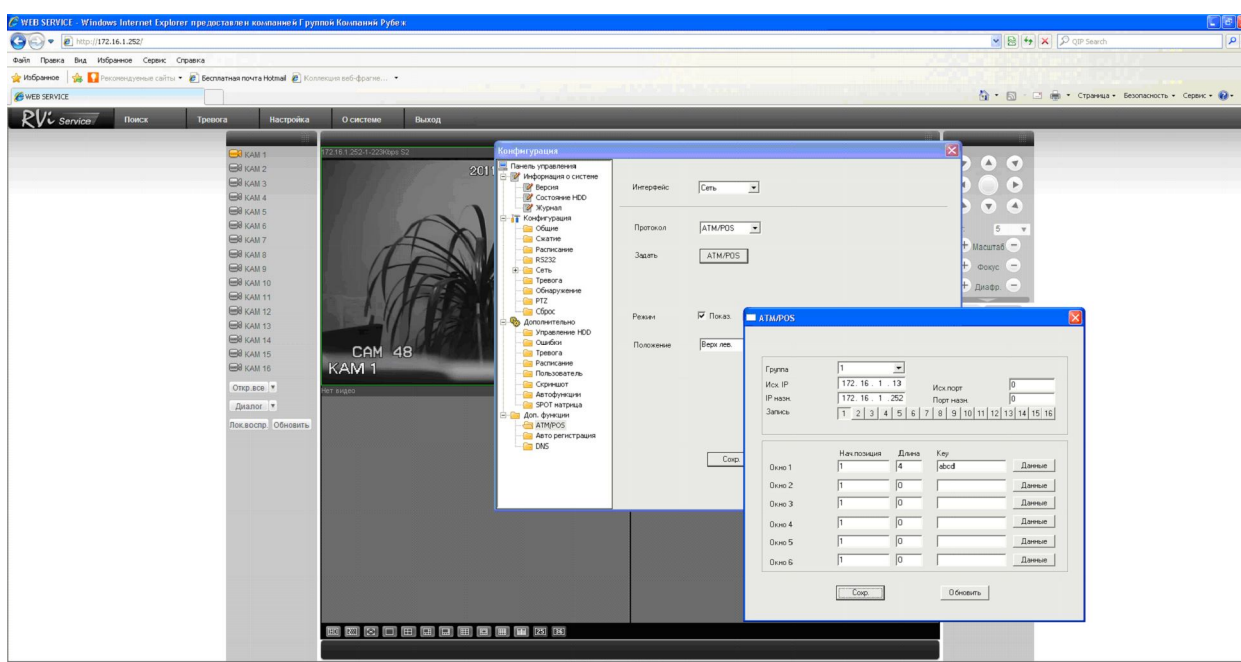 WEB SERVICE - Windows Internet Explorer предоставлен компанией Группой Компаний Рубеж
http://172.16.1.252/
QIP Search
Файл Правка Вид Избранное Сервис Справка
Избранное Рекомендуемые сайты Бесплатная почта Hotmail Коллекция веб-фрагме...
WEB SERVICE
Страница Безопасность Сервис
RVi Service Поиск Тревога Настройка О системе Выход
КАМ 1
КАМ 2
КАМ 3
КАМ 4
КАМ 5
КАМ 6
КАМ 7
КАМ 8
КАМ 9
КАМ 10
КАМ 11
КАМ 12
КАМ 13
КАМ 14
КАМ 15
КАМ 16
Откр.все
Диалог
Лок.воспр. Обновить
172.16.1.252-1-223Kbps S2
2011
CAM 48
КАМ 1
Нет видео
Конфигурация
Панель управления
Информация о системе
Версия
Состояние HDD
Журнал
Конфигурация
Общие
Сжатие
Расписание
RS232
Сеть
Тревога
Обнаружение
PTZ
Сброс
Дополнительно
Управление HDD
Ошибки
Тревога
Расписание
Пользователь
Скриншот
Автофункции
SPOT матрица
Доп. функции
ATM/POS
Авто регистрация
DNS
Интерфейс Сеть
Протокол ATM/POS
Задать ATM/POS
Режим Показ.
Положение Верх лев.
Сохр.
5
Масштаб
Фокус
Диафр.
ATM/POS
Группа 1
Исх. IP 172. 16 . 1 . 13 Исх.порт 0
IP назн. 172. 16 . 1 .252 Порт назн. 0
Запись 1 2 3 4 5 6 7 8 9 10 11 12 13 14 15 16
Нач.позиция Длина Key
Окно 1 1 4 abcd Данные
Окно 2 1 0 Данные
Окно 3 1 0 Данные
Окно 4 1 0 Данные
Окно 5 1 0 Данные
Окно 6 1 0 Данные
Сохр. Обновить